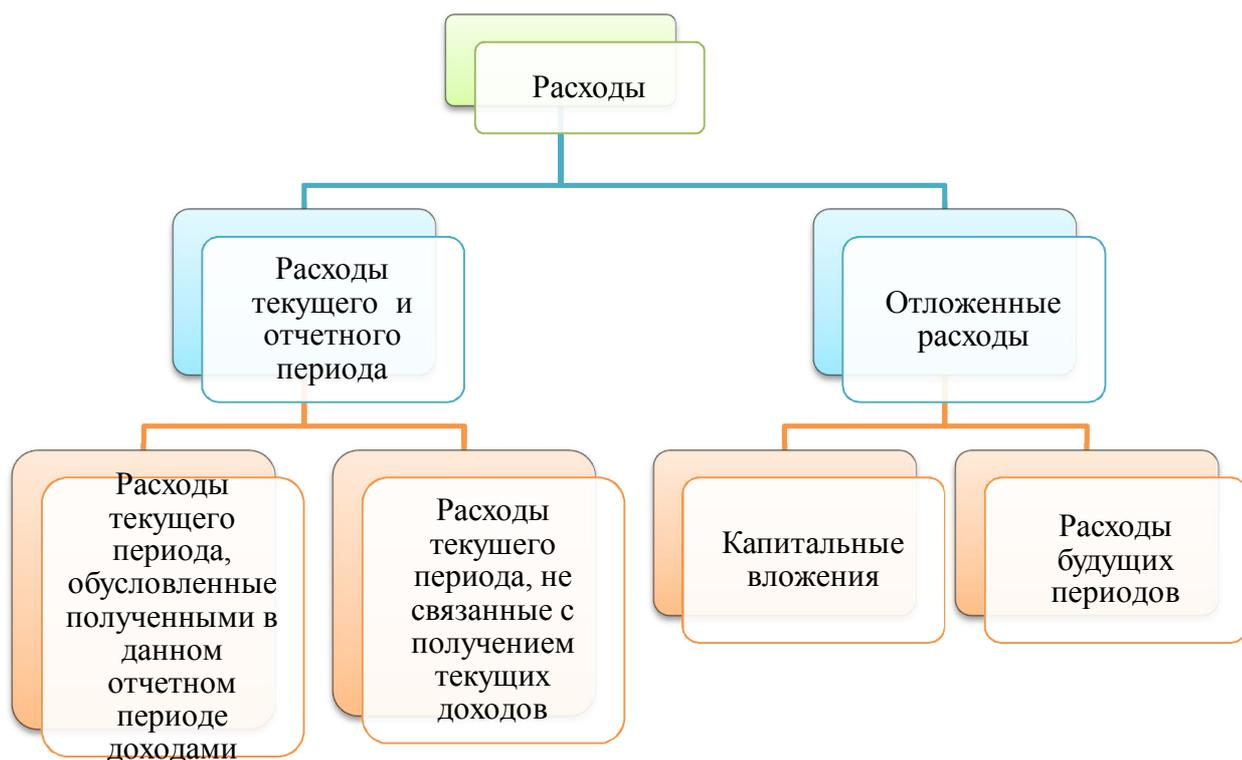 Расходы
Расходы
текущего и
отчетного
периода
Отложенные
расходы
Расходы
текущего
периода,
обусловленные
полученными в
данном
отчетном
периоде
доходами
Расходы
текушего
периода, не
связанные с
получением
текущих
доходов
Капитальные
вложения
Расходы
будущих
периодов